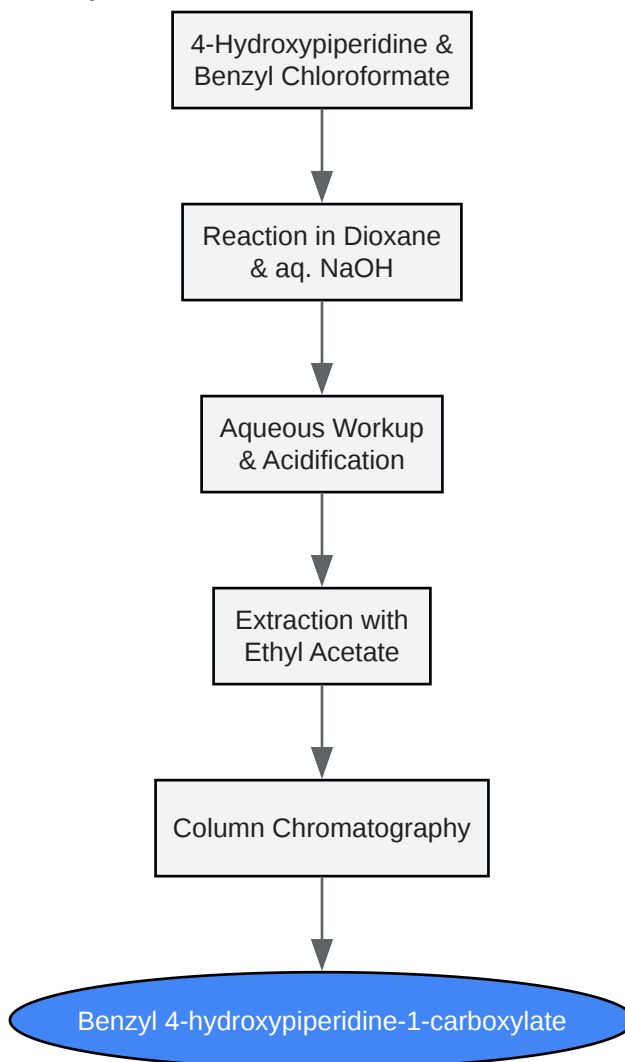 4-Hydroxypiperidine &
Benzyl Chloroformate
Reaction in Dioxane
& aq. NaOH
Aqueous Workup
& Acidification
Extraction with
Ethyl Acetate
Column Chromatography
Benzyl 4-hydroxypiperidine-1-carboxylate